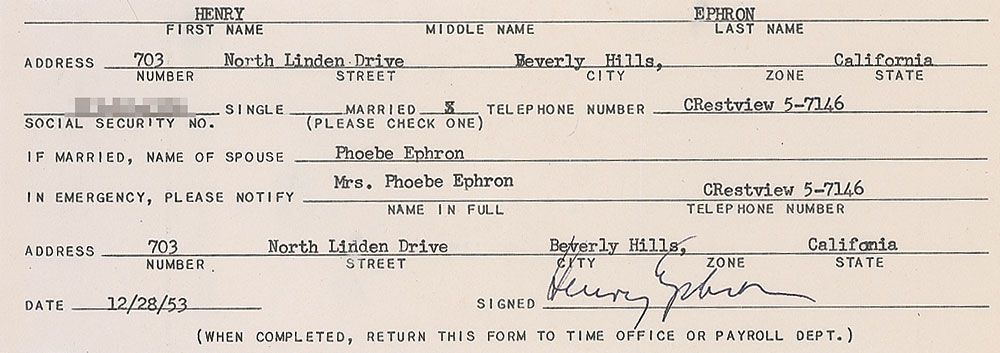 HENRY EPHRON
FIRST NAME MIDDLE NAME LAST NAME
ADDRESS 703 North Linden Drive Beverly Hills, California
NUMBER STREET CITY ZONE STATE
SINGLE MARRIED X TELEPHONE NUMBER CRestview 5-7146
SOCIAL SECURITY NO. (PLEASE CHECK ONE)
IF MARRIED, NAME OF SPOUSE Phoebe Ephron
IN EMERGENCY, PLEASE NOTIFY Mrs. Phoebe Ephron CRestview 5-7146
NAME IN FULL TELEPHONE NUMBER
ADDRESS 703 North Linden Drive Beverly Hills, California
NUMBER STREET CITY ZONE STATE
DATE 12/28/53 SIGNED Henry Ephron
(WHEN COMPLETED, RETURN THIS FORM TO TIME OFFICE OR PAYROLL DEPT.)